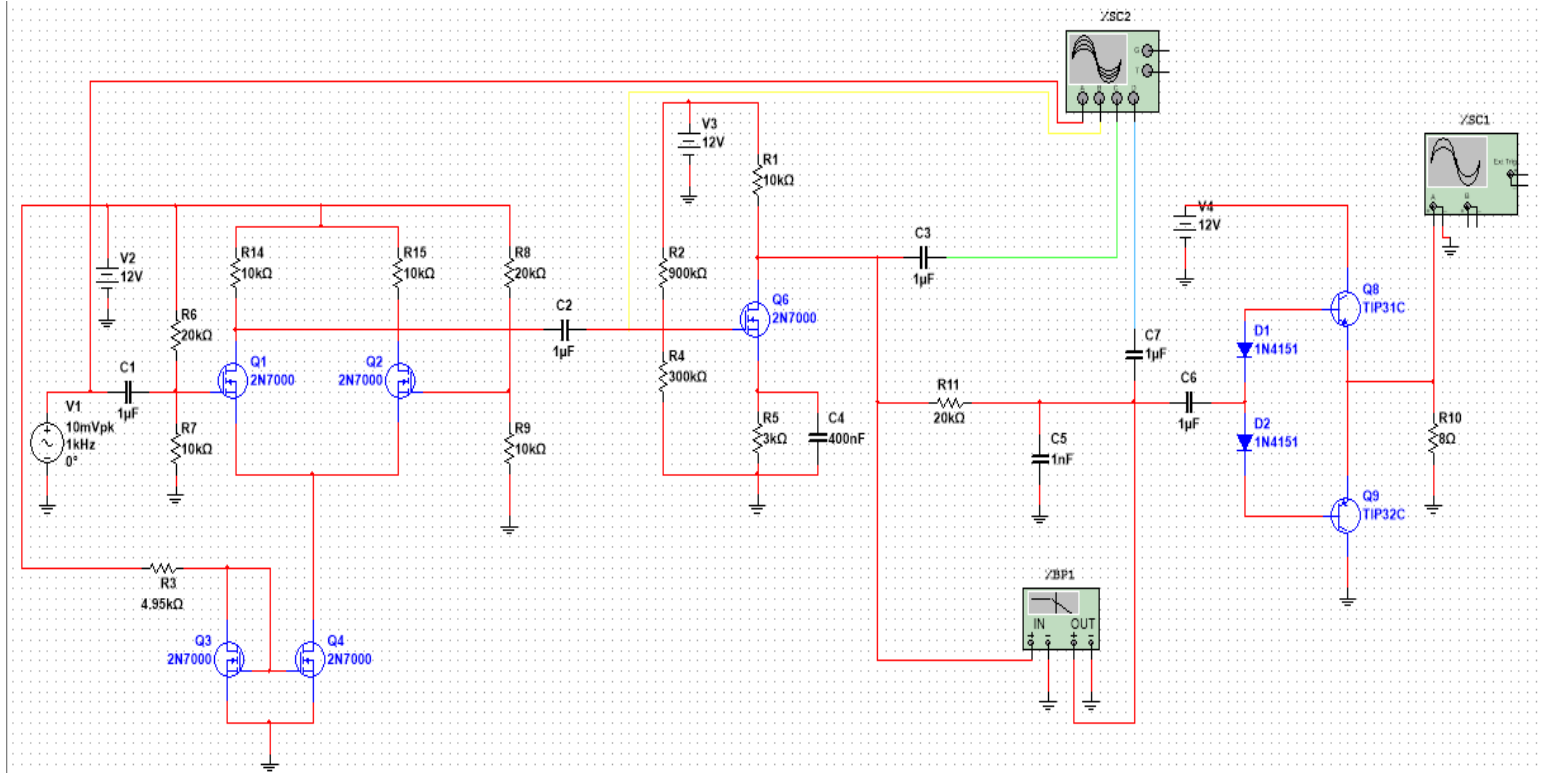 XSC2
G
T
A B C D
XSC1
Ext Trig
A
B
V3
12V
R1
10kΩ
V4
12V
V2
12V
R14
10kΩ
R15
10kΩ
R8
20kΩ
R2
900kΩ
C3
1µF
R6
20kΩ
C2
1µF
Q6
2N7000
Q8
TIP31C
D1
1N4151
C7
1µF
C1
1µF
Q1
2N7000
Q2
2N7000
R4
300kΩ
R11
20kΩ
C6
1µF
V1
10mVpk
1kHz
0°
R7
10kΩ
R9
10kΩ
R5
3kΩ
C4
400nF
C5
1nF
D2
1N4151
R10
8Ω
Q9
TIP32C
R3
4.95kΩ
XBP1
IN OUT
Q3
2N7000
Q4
2N7000